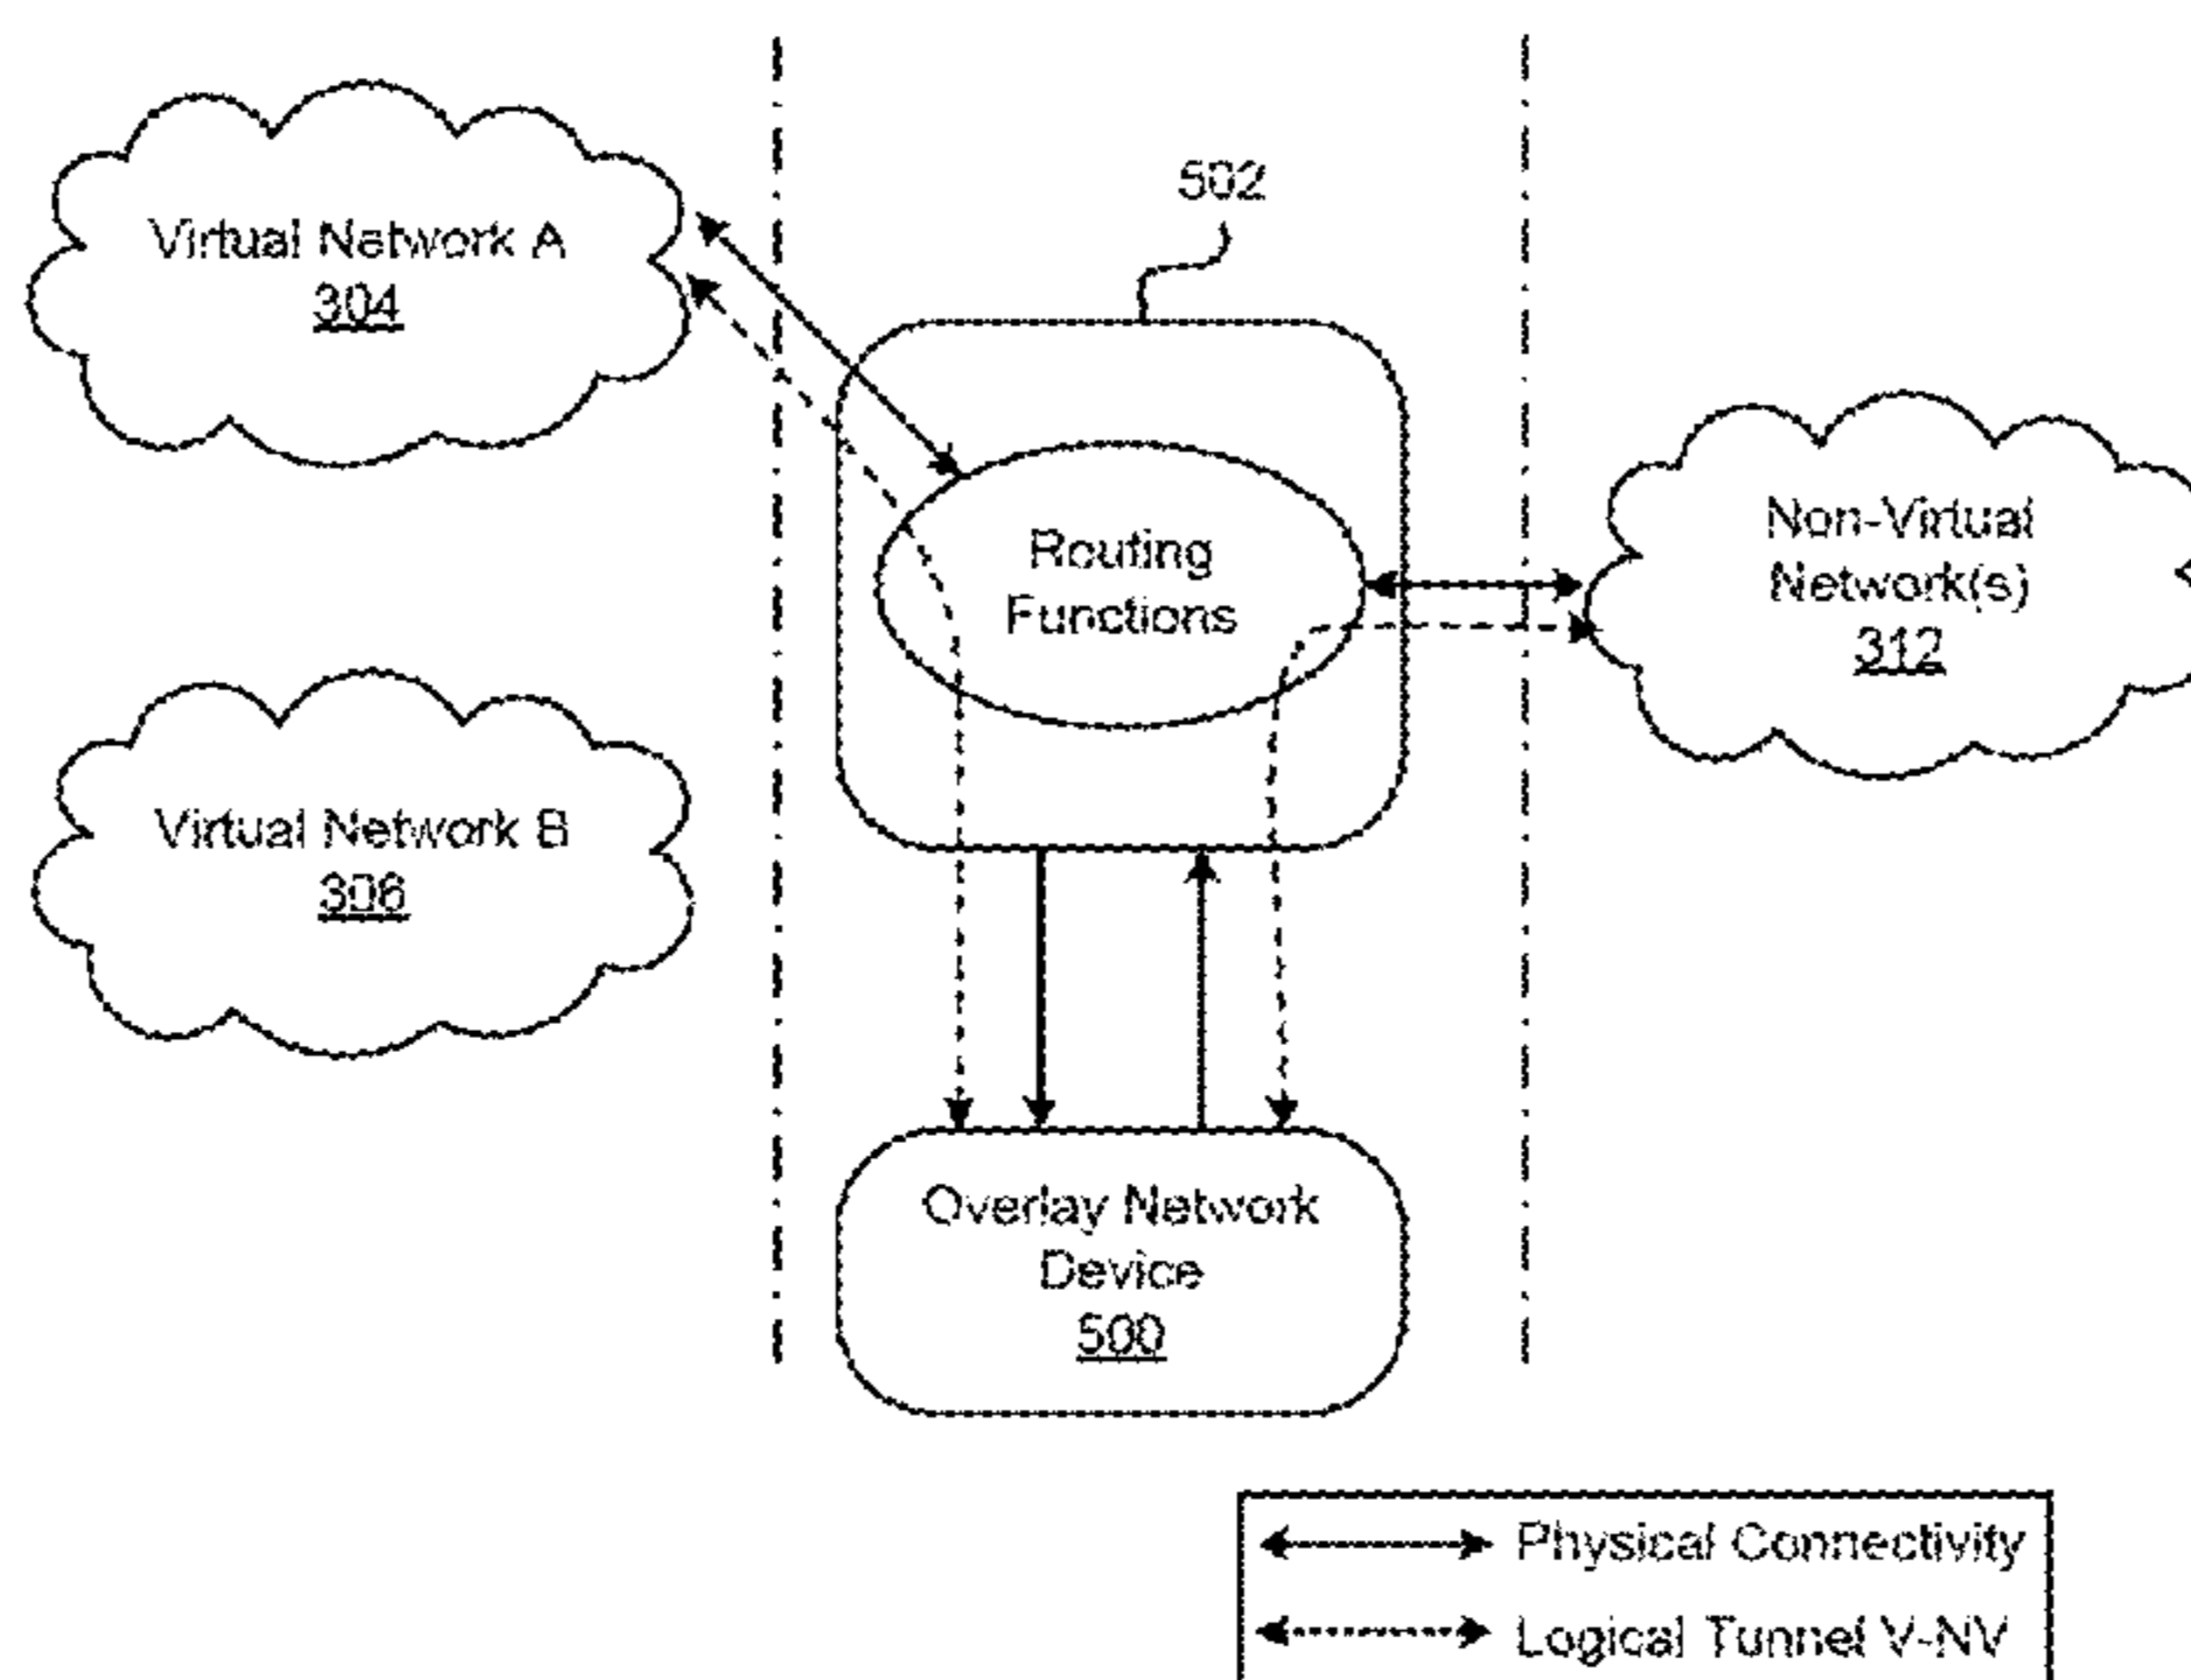 502
Virtual Network A
304
Routing
Functions
Non-Virtual
Network(s)
312
Virtual Network B
306
Overlay Network
Device
500
Physical Connectivity
Logical Tunnel V-NV